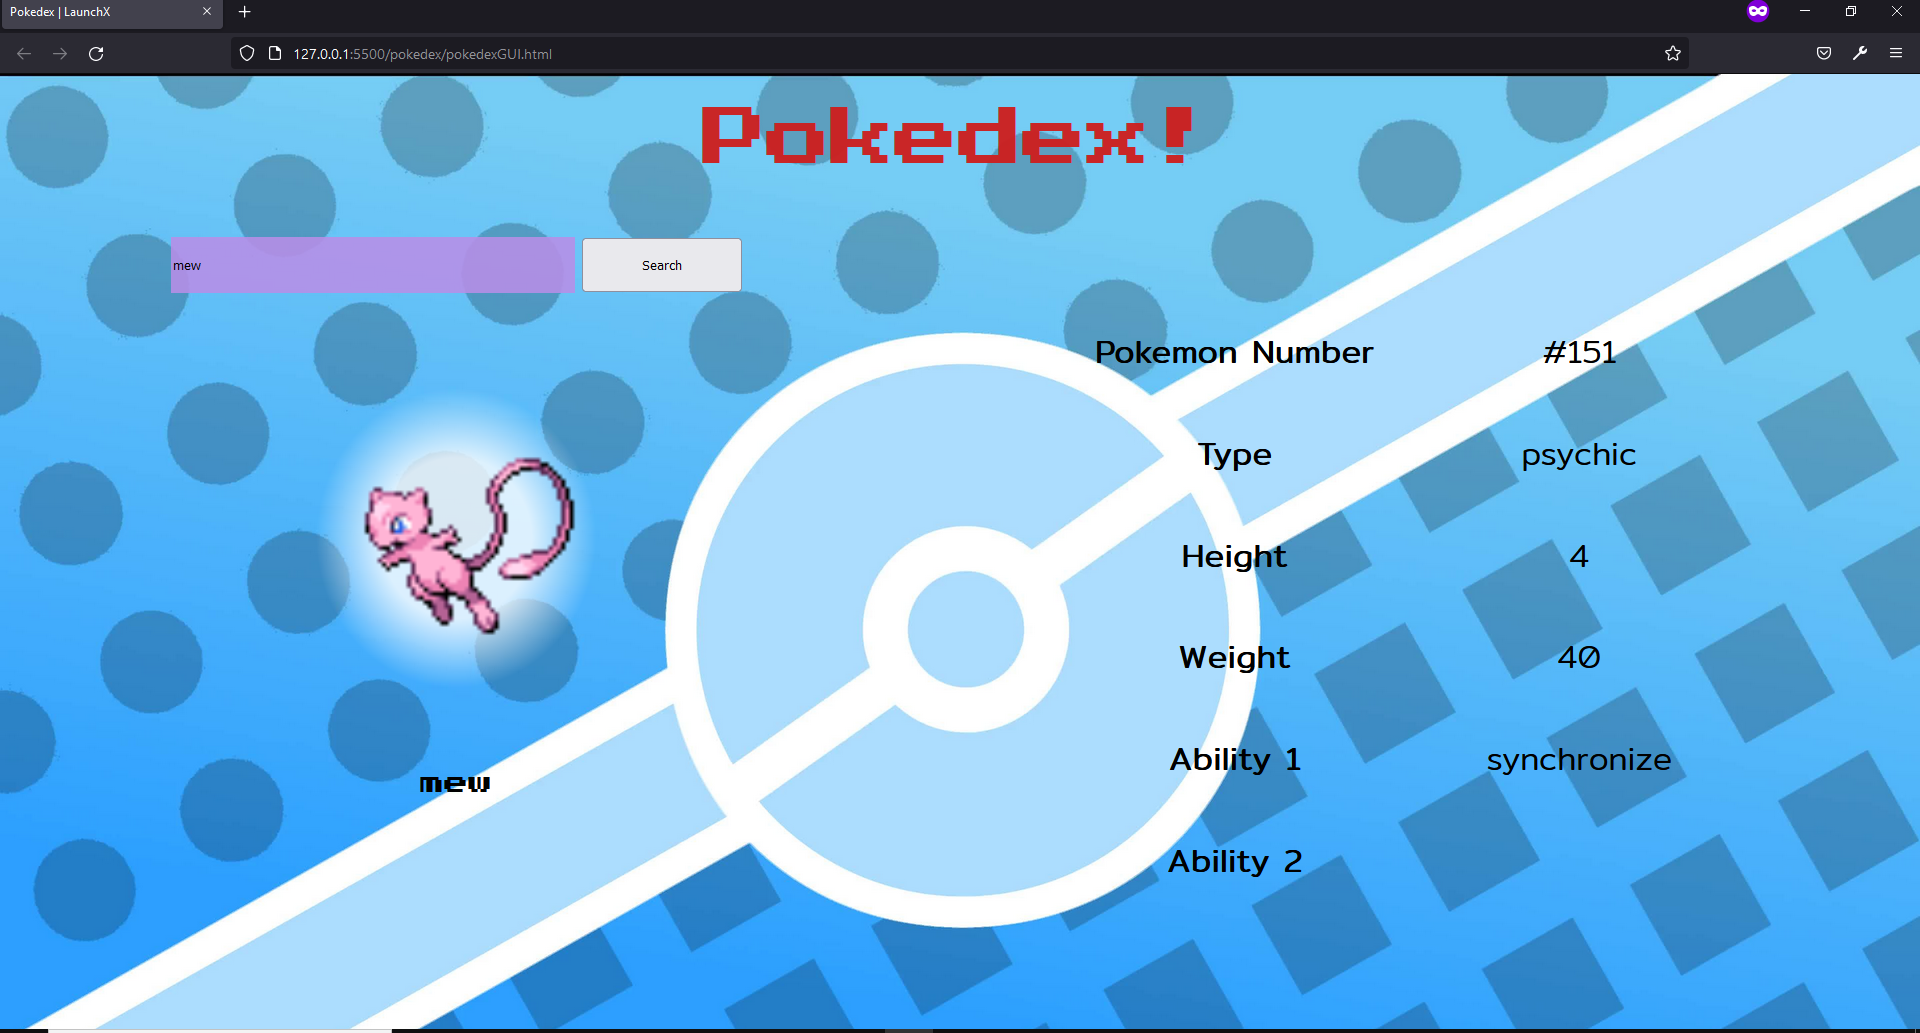 Pokedex | LaunchX
127.0.0.1:5500/pokedex/pokedexGUI.html
Pokedex!
mew
Search
Pokemon Number #151
Type psychic
Height 4
Weight 40
Ability 1 synchronize
mew
Ability 2